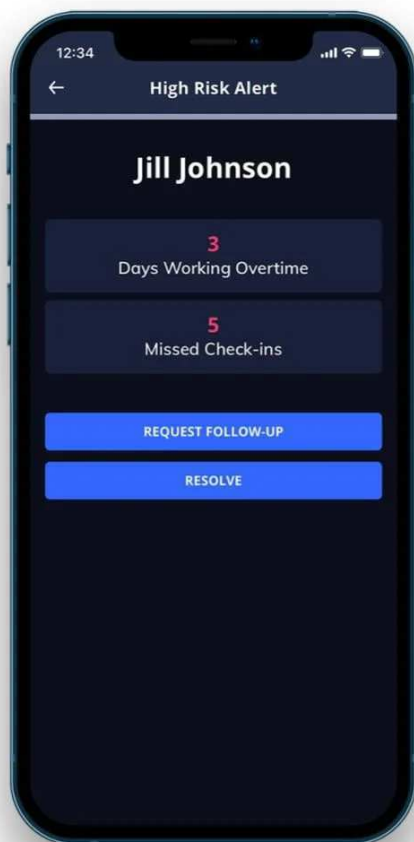 12:34
High Risk Alert
Jill Johnson
3
Days Working Overtime
5
Missed Check-ins
REQUEST FOLLOW-UP
RESOLVE